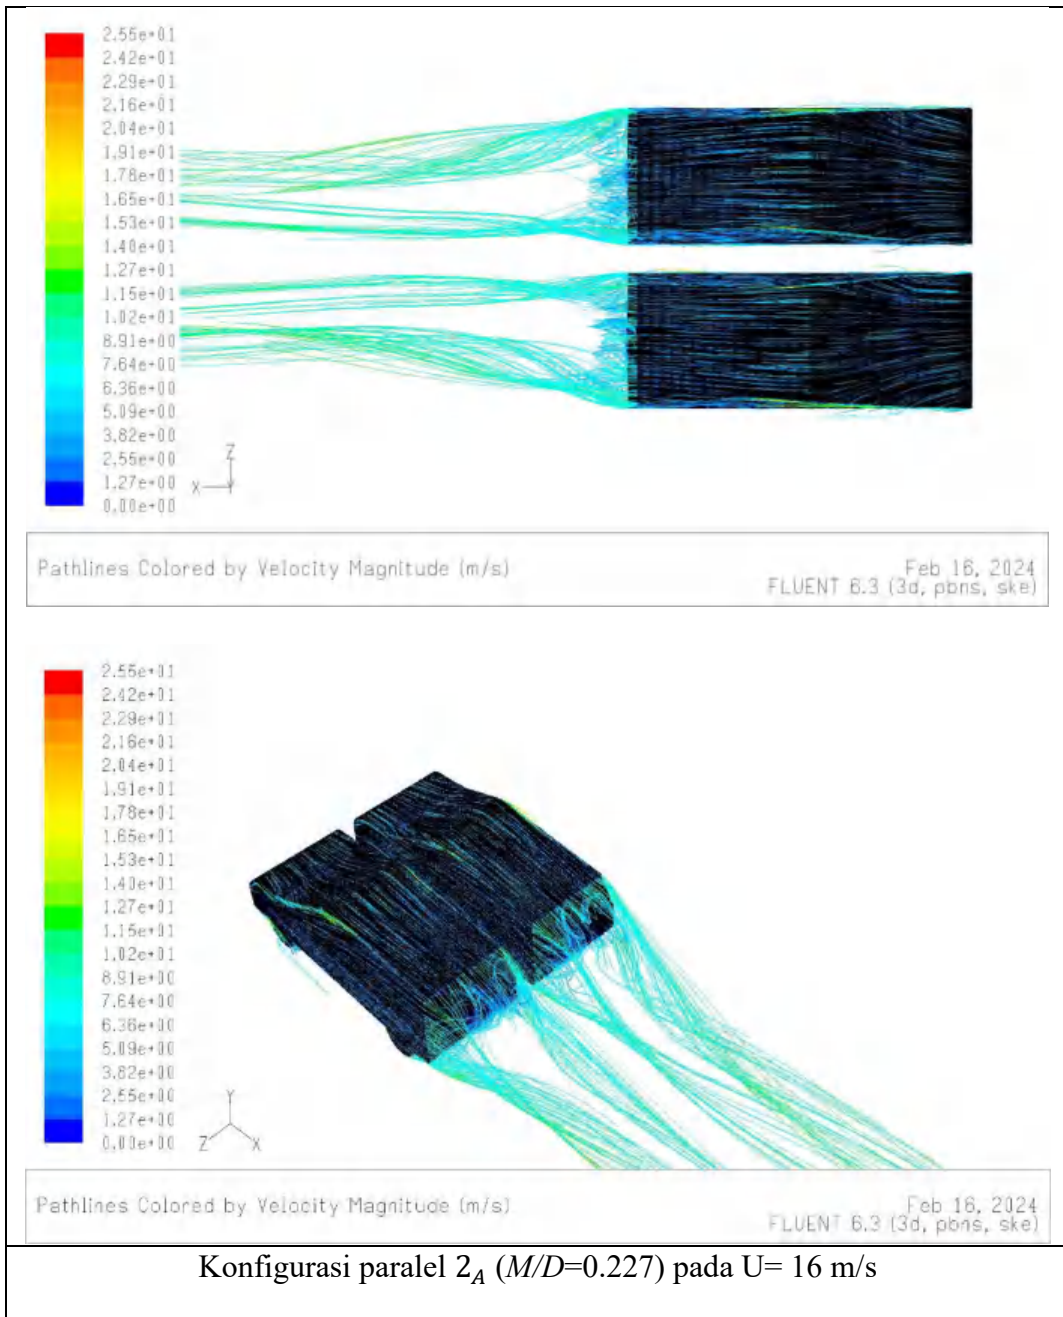 2.55e+01
2.42e+01
2.29e+01
2.16e+01
2.04e+01
1.91e+01
1.78e+01
1.65e+01
1.53e+01
1.40e+01
1.27e+01
1.15e+01
1.02e+01
8.91e+00
7.64e+00
6.36e+00
5.09e+00
3.82e+00
2.55e+00
1.27e+00
0.00e+00
Z
X
Y
Pathlines Colored by Velocity Magnitude (m/s)
Feb 16, 2024
FLUENT 6.3 (3d, pbns, ske)
2.55e+01
2.42e+01
2.29e+01
2.16e+01
2.04e+01
1.91e+01
1.78e+01
1.65e+01
1.53e+01
1.40e+01
1.27e+01
1.15e+01
1.02e+01
8.91e+00
7.64e+00
6.36e+00
5.09e+00
3.82e+00
2.55e+00
1.27e+00
0.00e+00
Y
Z
X
Pathlines Colored by Velocity Magnitude (m/s)
Feb 16, 2024
FLUENT 6.3 (3d, pbns, ske)
Konfigurasi paralel 2_A (M/D=0.227) pada U= 16 m/s